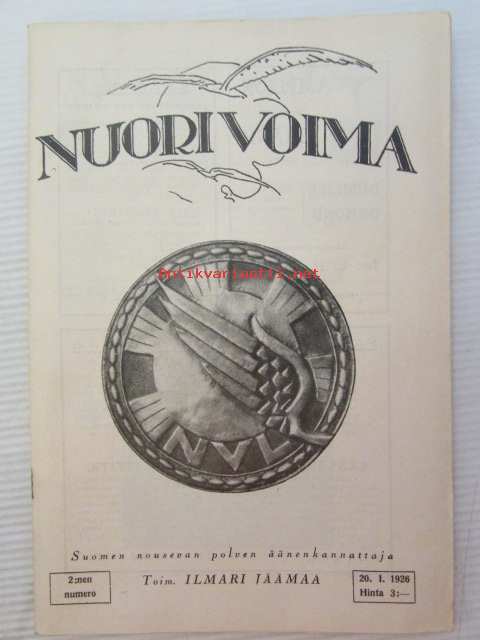 NUORI VOIMA
Antikvariaatti.net
NVL
Suomen nousevan polven äänenkannattaja
2:nen
numero
Toim. ILMARI JÄÄMAA
20. I. 1926
Hinta 3:—